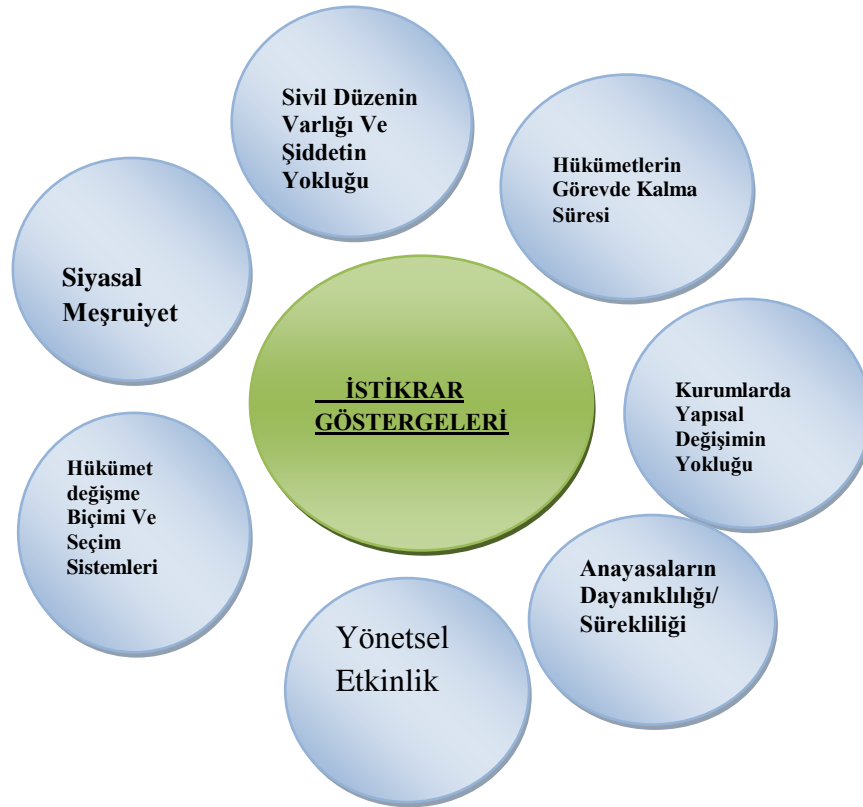 Sivil Düzenin
Varlığı Ve
Şiddetin
Yokluğu
Hükümetlerin
Görevde Kalma
Süresi
Siyasal
Meşruiyet
İSTİKRAR
GÖSTERGELERİ
Kurumlarda
Yapısal
Değişimin
Yokluğu
Hükümet
değişme
Biçimi Ve
Seçim
Sistemleri
Anayasaların
Dayanıklılığı/
Sürekliliği
Yönetsel
Etkinlik